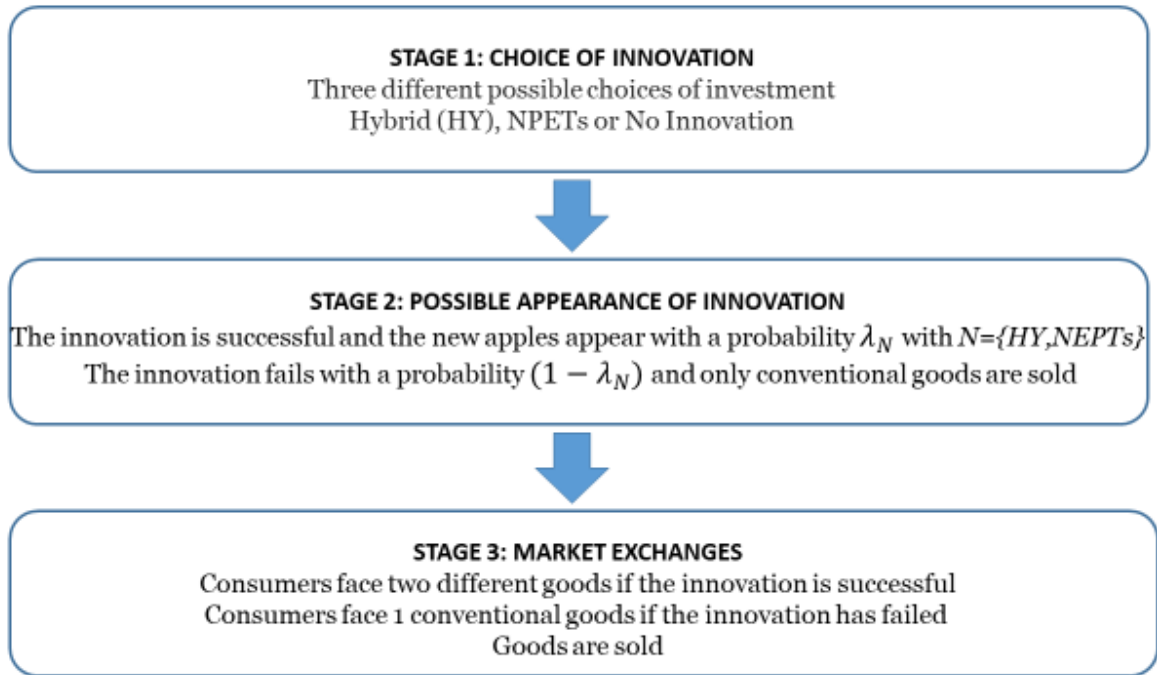 STAGE 1: CHOICE OF INNOVATION
Three different possible choices of investment
Hybrid (HY), NPETs or No Innovation
STAGE 2: POSSIBLE APPEARANCE OF INNOVATION
The innovation is successful and the new apples appear with a probability λ_N with N={HY,NEPTs}
The innovation fails with a probability (1 − λ_N) and only conventional goods are sold
STAGE 3: MARKET EXCHANGES
Consumers face two different goods if the innovation is successful
Consumers face 1 conventional goods if the innovation has failed
Goods are sold